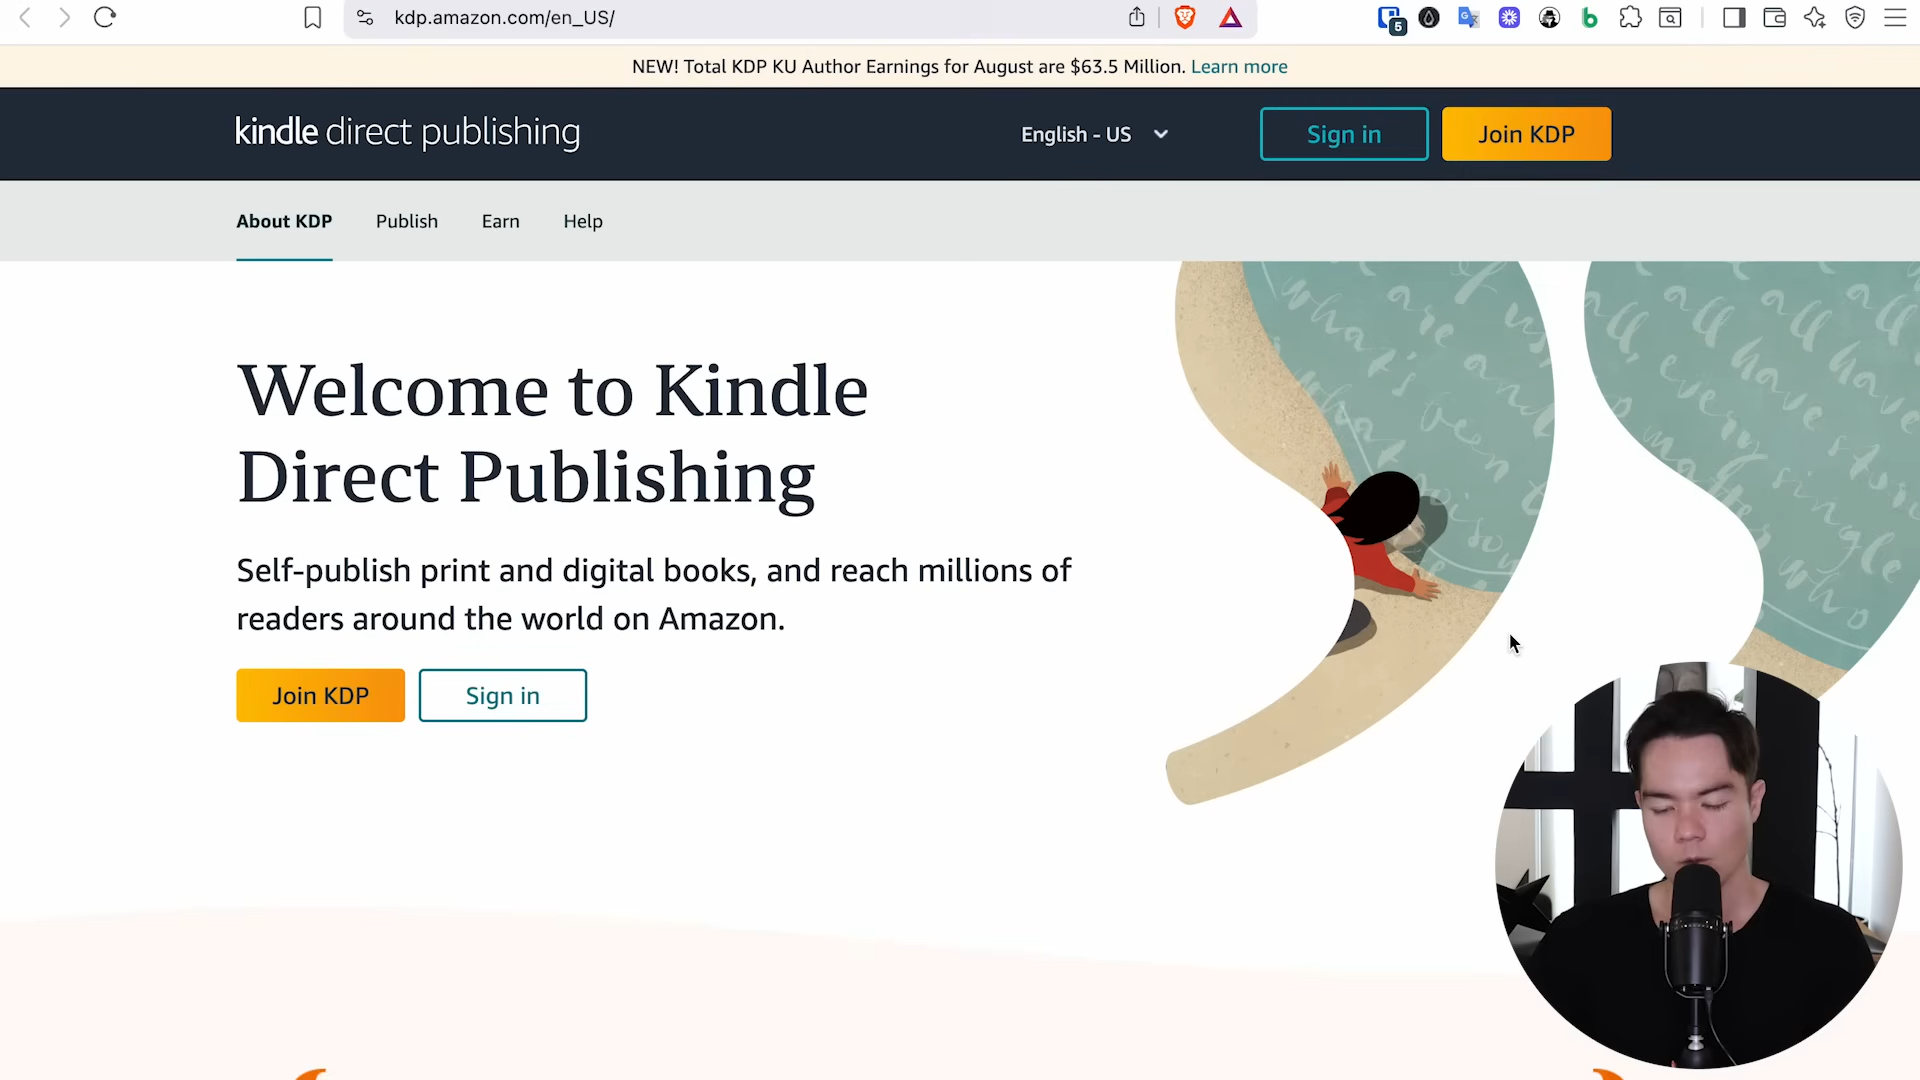 kdp.amazon.com/en_US/
5
NEW! Total KDP KU Author Earnings for August are $63.5 Million. Learn more
kindle direct publishing
English - US
Sign in
Join KDP
About KDP
Publish
Earn
Help
Welcome to Kindle
Direct Publishing
Self-publish print and digital books, and reach millions of
readers around the world on Amazon.
Join KDP
Sign in